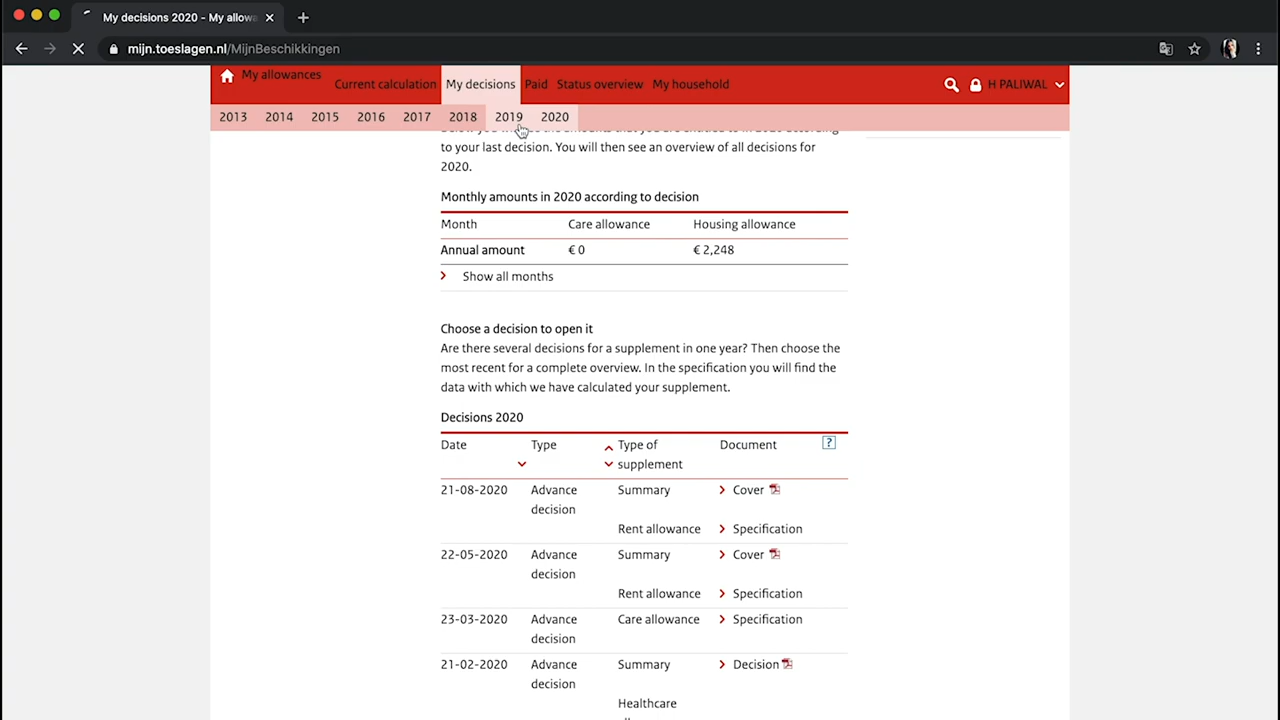 My decisions 2020 - My allow
mijn.toeslagen.nl/MijnBeschikkingen
My allowances
Current calculation
My decisions
Paid
Status overview
My household
H PALIWAL
2013 2014 2015 2016 2017 2018 2019 2020
to your last decision. You will then see an overview of all decisions for
2020.
Monthly amounts in 2020 according to decision
Month Care allowance Housing allowance
Annual amount € 0 € 2,248
Show all months
Choose a decision to open it
Are there several decisions for a supplement in one year? Then choose the
most recent for a complete overview. In the specification you will find the
data with which we have calculated your supplement.
Decisions 2020
Date Type Type of Document ?
supplement
21-08-2020 Advance Summary Cover
decision
Rent allowance Specification
22-05-2020 Advance Summary Cover
decision
Rent allowance Specification
23-03-2020 Advance Care allowance Specification
decision
21-02-2020 Advance Summary Decision
decision
Healthcare